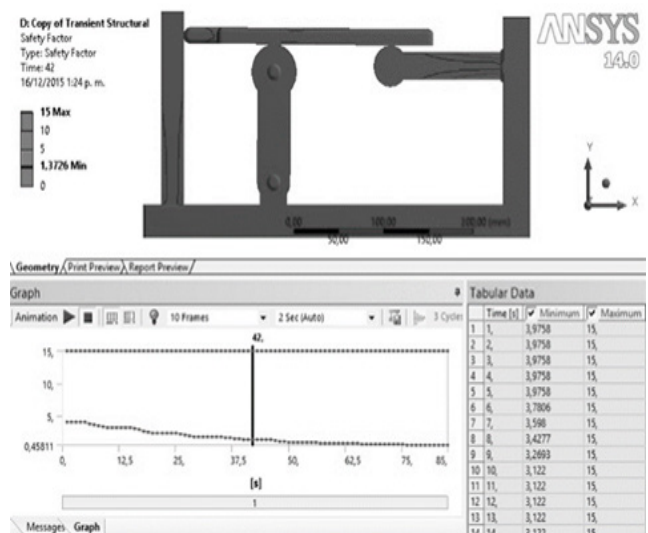 D: Copy of Transient Structural
Safety Factor
Type: Safety Factor
Time: 42
16/12/2015 1:24 p. m.
15 Max
10
5
1,3726 Min
0
ANSYS
14.0
Y
X
0,00 100,00 200,00 (mm)
50,00 150,00
Geometry Print Preview Report Preview
Graph
Animation 10 Frames 2 Sec (Auto) 3 Cycles
42,
15,
10,
5,
0,45811
0, 12,5 25, 37,5 50, 62,5 75, 85,
[s]
1
Messages Graph
Tabular Data
Time [s] Minimum Maximum
1 1, 3,9758 15,
2 2, 3,9758 15,
3 3, 3,9758 15,
4 4, 3,9758 15,
5 5, 3,9758 15,
6 6, 3,7806 15,
7 7, 3,598 15,
8 8, 3,4277 15,
9 9, 3,2693 15,
10 10, 3,122 15,
11 11, 3,122 15,
12 12, 3,122 15,
13 13, 3,122 15,
14 14, 3,122 15,